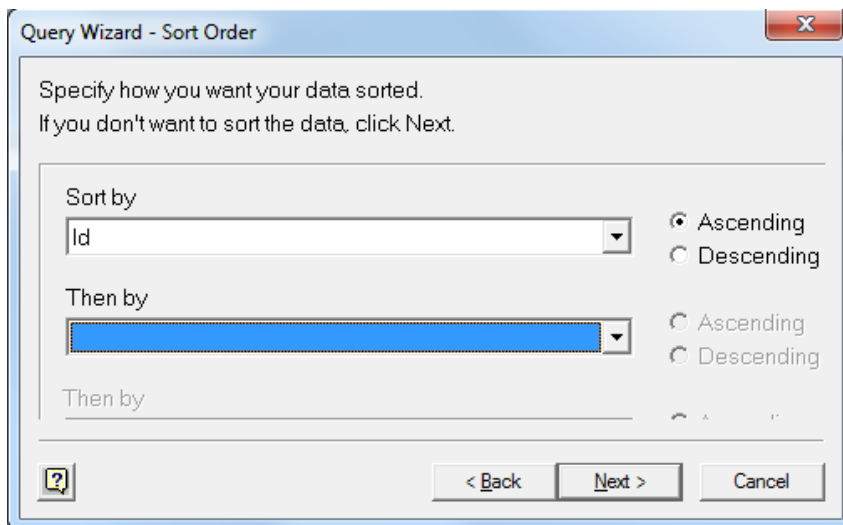 Query Wizard - Sort Order
Specify how you want your data sorted.
If you don't want to sort the data, click Next.
Sort by
Id
Ascending
Descending
Then by
Ascending
Descending
Then by
< Back
Next >
Cancel